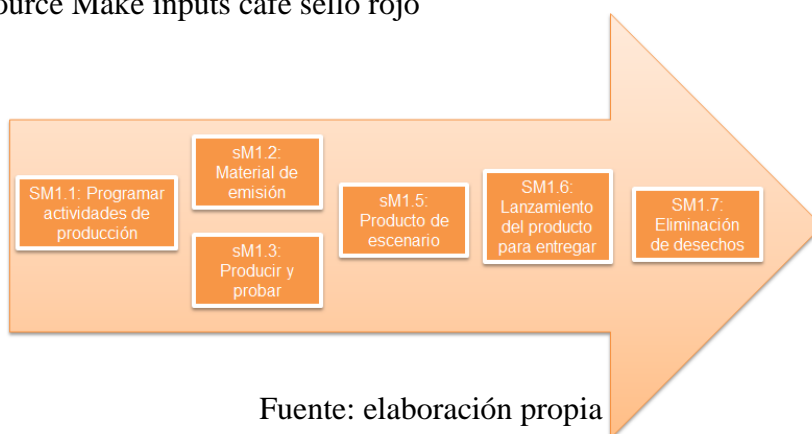 ource Make inputs café sello rojo
SM1.1: Programar
actividades de
producción
sM1.2:
Material de
emisión
sM1.3:
Producir y
probar
sM1.5:
Producto de
escenario
SM1.6:
Lanzamiento
del producto
para entregar
SM1.7:
Eliminación
de desechos
Fuente: elaboración propia